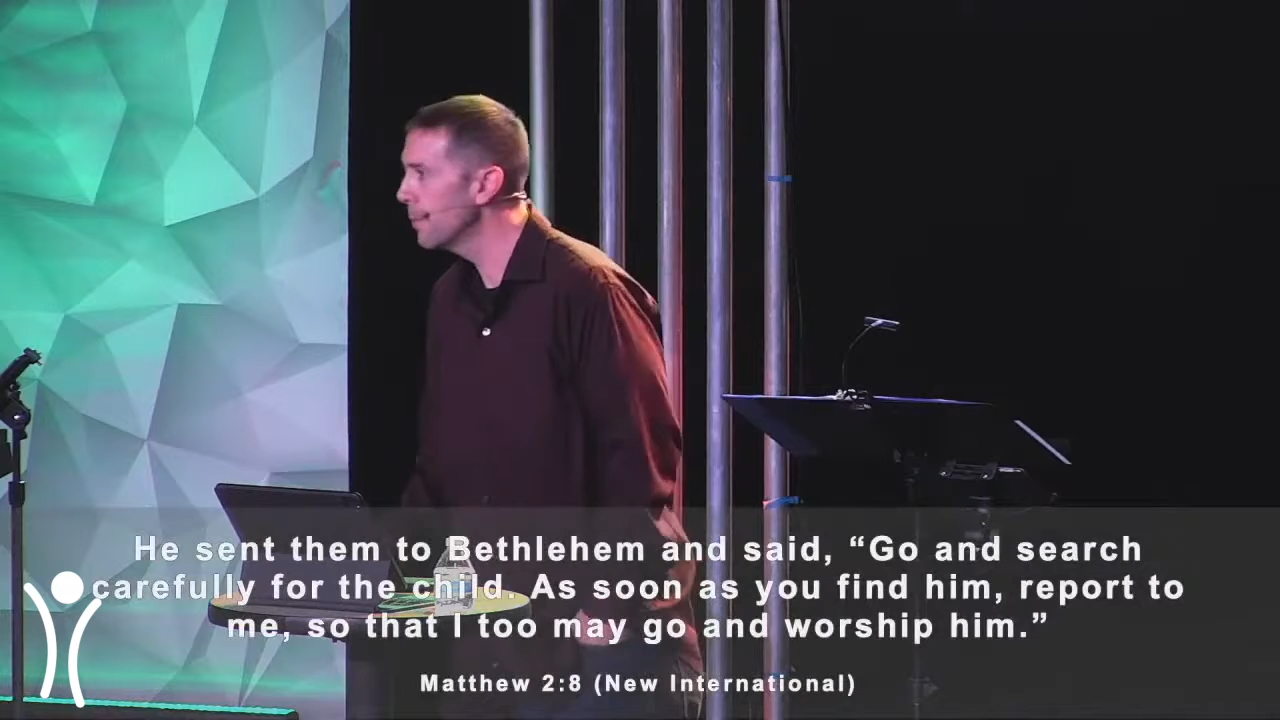 He sent them to Bethlehem and said, “Go and search
carefully for the child. As soon as you find him, report to
me, so that I too may go and worship him.”
Matthew 2:8 (New International)